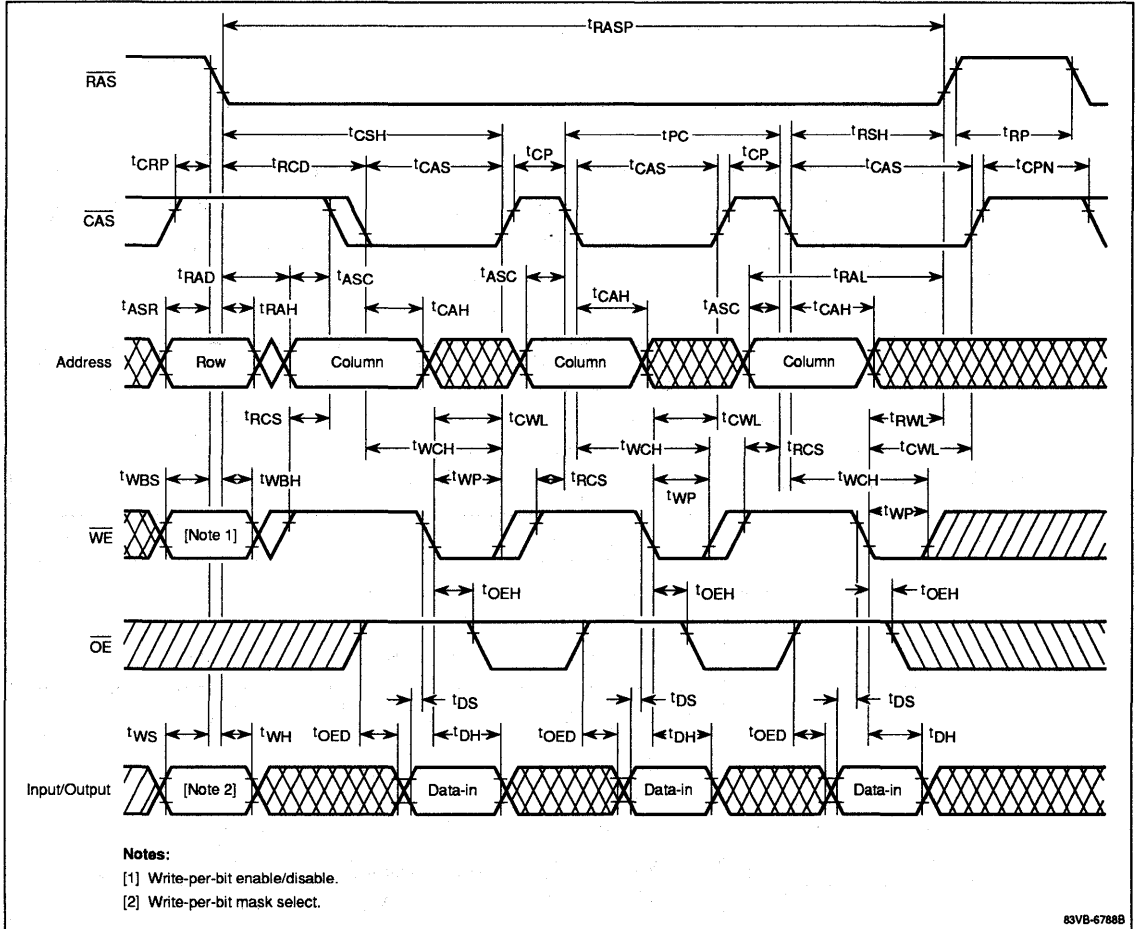 tRASP
RAS
tCSH tPC tRSH tRP
tCRP tRCD tCAS tCP tCAS tCP tCAS tCPN
CAS
tRAD tASC tASC tCAH tASC tRAL
tASR tRAH tCAH tCAH
Address Row Column Column Column
tRCS tCWL tCWL tRWL
tWCH tWCH tRCS tCWL
tWBS tWBH tWP tRCS tWP tWCH
tWP
WE [Note 1]
tOEH tOEH tOEH
OE
tDS tDS tDS
tWS tWH tOED tDH tOED tDH tOED tDH
Input/Output [Note 2] Data-in Data-in Data-in
Notes:
[1] Write-per-bit enable/disable.
[2] Write-per-bit mask select.
83VB-6788B